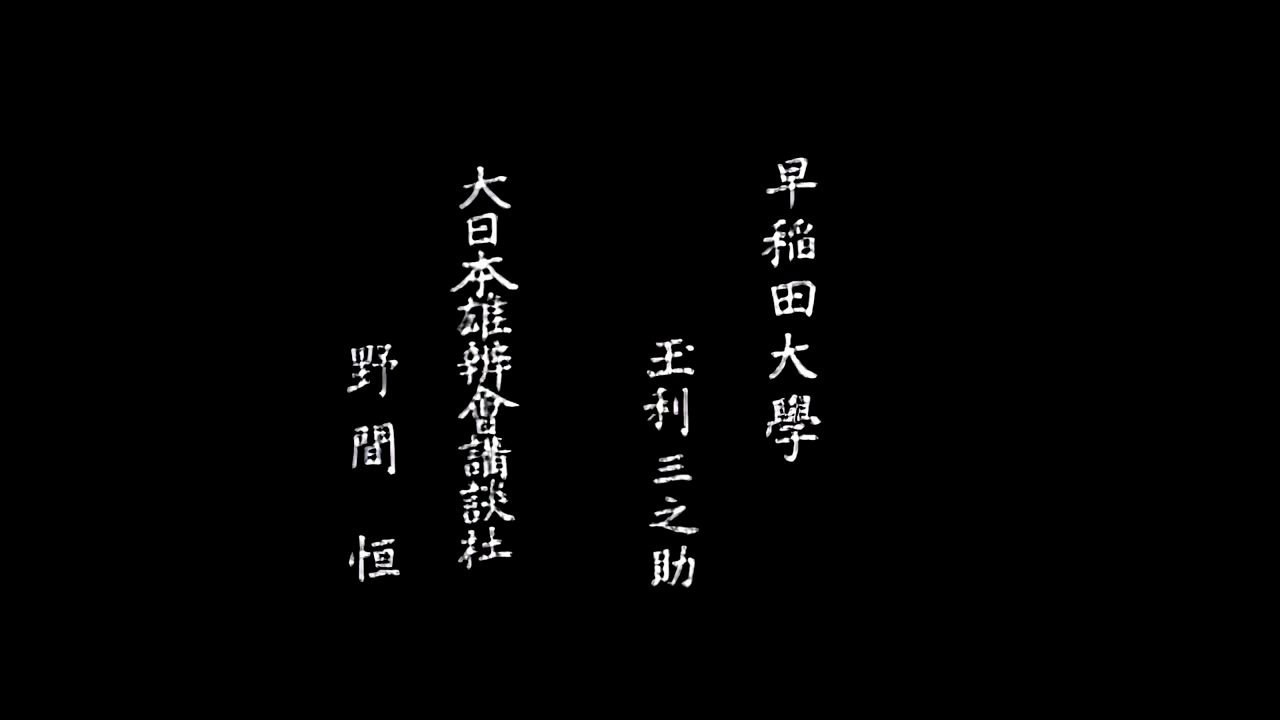 早稲田大學
玉利三之助
大日本雄辨會講談社
野間恒